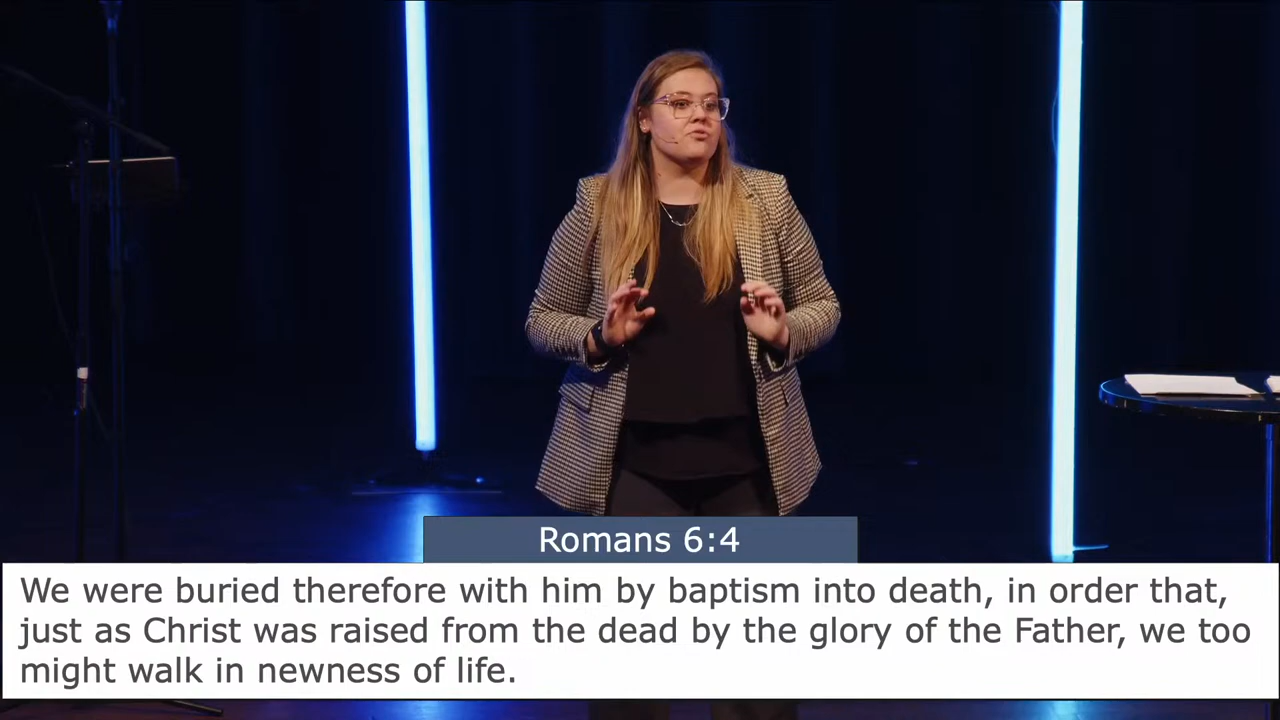 Romans 6:4
We were buried therefore with him by baptism into death, in order that,
just as Christ was raised from the dead by the glory of the Father, we too
might walk in newness of life.